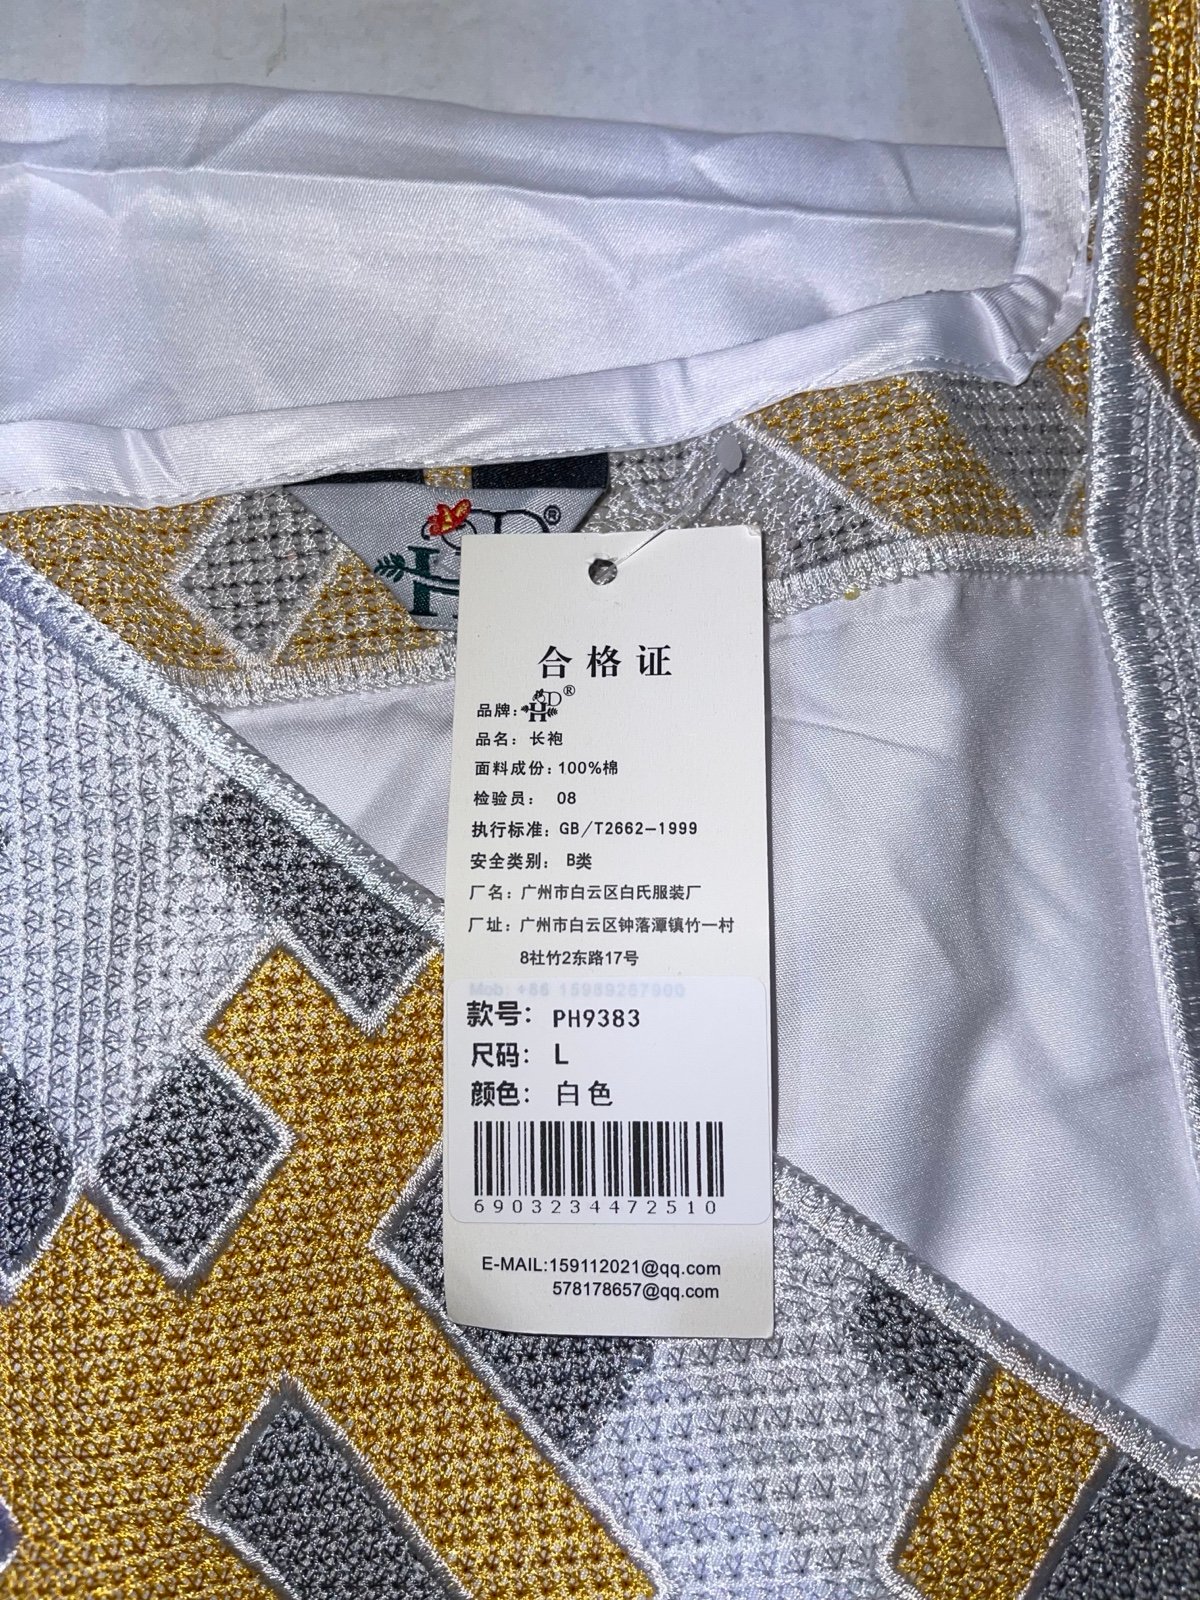 合格证
品牌: HD®
品名: 长袍
面料成份: 100%棉
检验员: 08
执行标准: GB/T2662-1999
安全类别: B类
厂名: 广州市白云区白氏服装厂
厂址: 广州市白云区钟落潭镇竹一村
8社竹2东路17号
Mob: +86 15989287900
款号: PH9383
尺码: L
颜色: 白色
6903234472510
E-MAIL:159112021@qq.com
578178657@qq.com